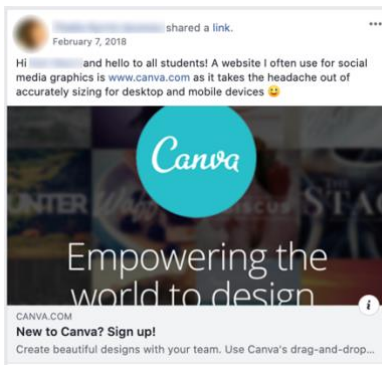 shared a link.
February 7, 2018
Hi and hello to all students! A website I often use for social
media graphics is www.canva.com as it takes the headache out of
accurately sizing for desktop and mobile devices 😀
Canva
UNTER
STAG
Empowering the
world to design
CANVA.COM
New to Canva? Sign up!
Create beautiful designs with your team. Use Canva's drag-and-drop...